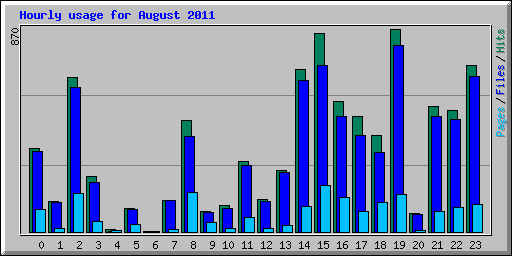 Hourly usage for August 2011
870
Pages/Files/Hits
0 1 2 3 4 5 6 7 8 9 10 11 12 13 14 15 16 17 18 19 20 21 22 23